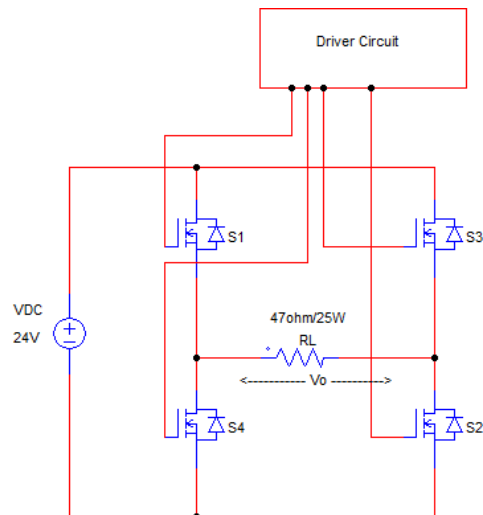 Driver Circuit
S1
S3
VDC
24V
47ohm/25W
RL
<----------- Vo ----------->
S4
S2